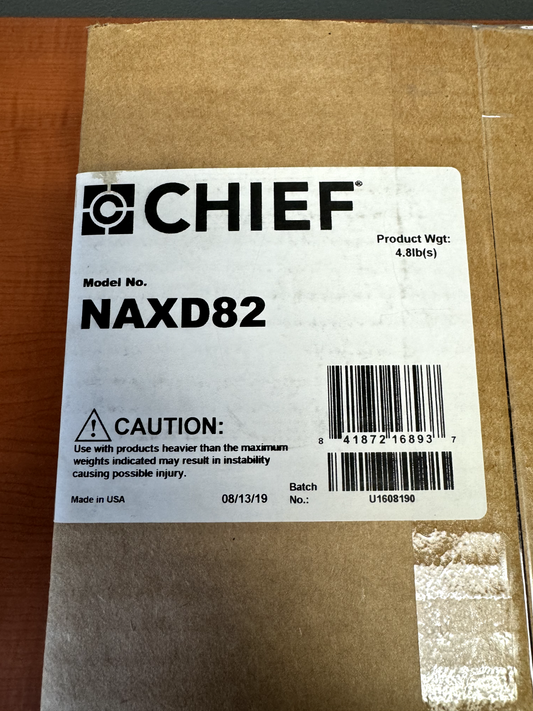 CHIEF®
Product Wgt:
4.8lb(s)
Model No.
NAXD82
CAUTION:
Use with products heavier than the maximum
weights indicated may result in instability
causing possible injury.
8 41872 16893 7
Made in USA
08/13/19
Batch
No.:
U1608190